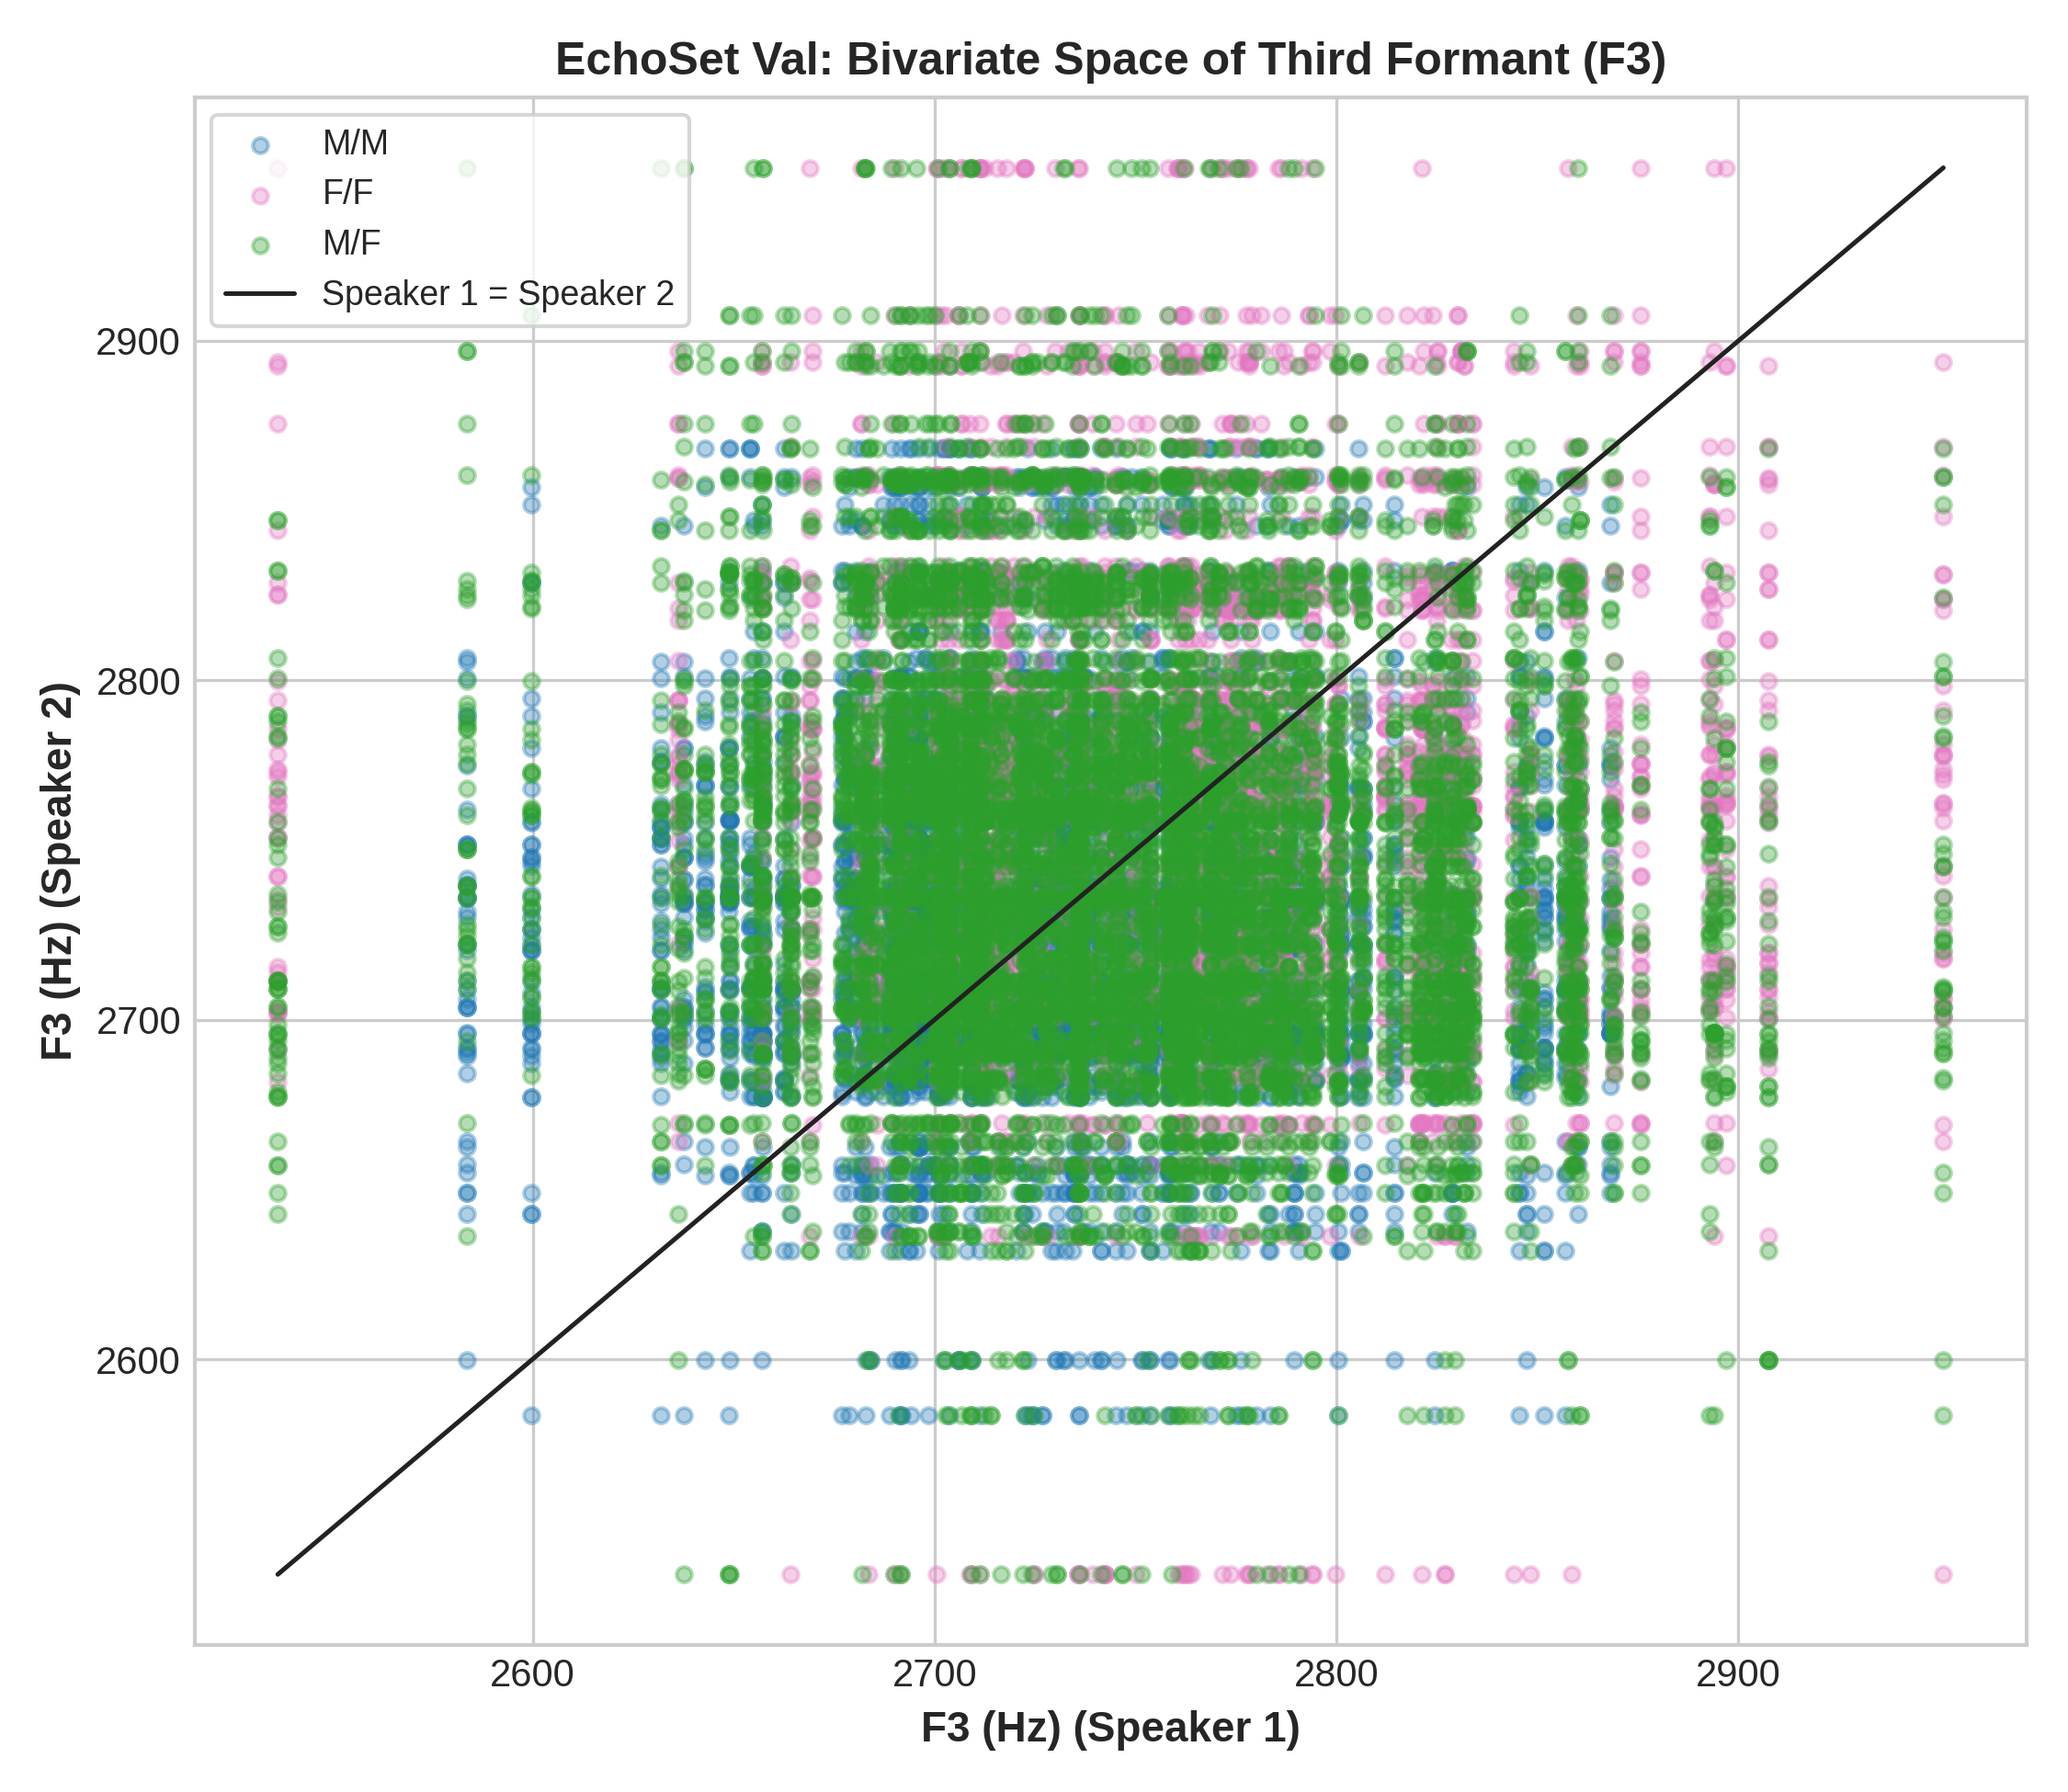 EchoSet Val: Bivariate Space of Third Formant (F3)
M/M
F/F
M/F
Speaker 1 = Speaker 2
F3 (Hz) (Speaker 2)
2900
2800
2700
2600
2600 2700 2800 2900
F3 (Hz) (Speaker 1)